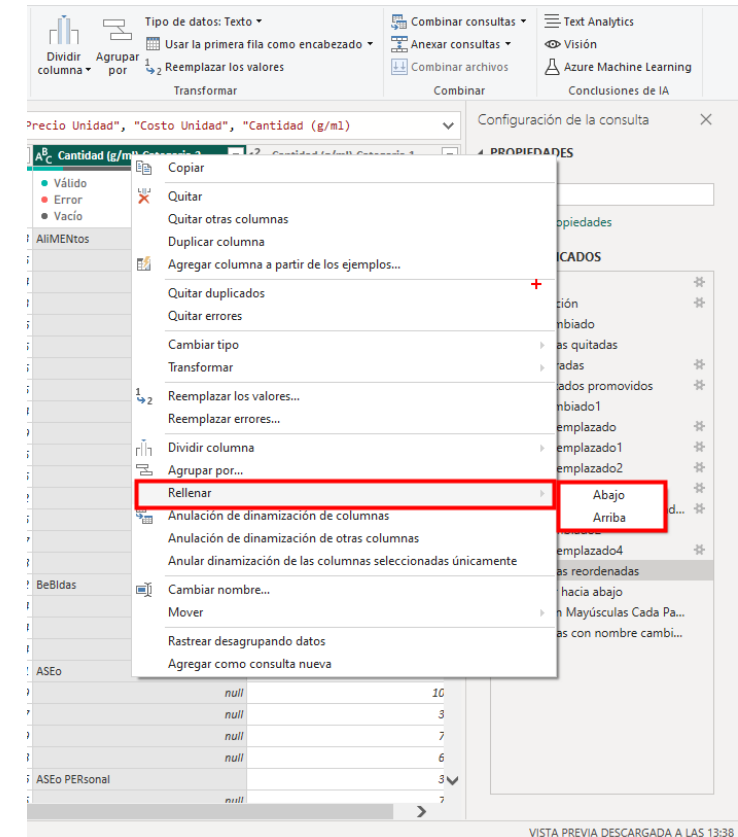 Tipo de datos: Texto
Usar la primera fila como encabezado
Reemplazar los valores
Dividir columna
Agrupar por
Transformar
Combinar consultas
Anexar consultas
Combinar archivos
Combinar
Text Analytics
Visión
Azure Machine Learning
Conclusiones de IA
Precio Unidad", "Costo Unidad", "Cantidad (g/ml)
Configuración de la consulta
PROPIEDADES
Cantidad (g/m
Válido
Error
Vacío
AliMENtos
BeBIdas
ASEo
null 10
null 3
null 7
null 6
ASEo PERsonal 3
null 7
Copiar
Quitar
Quitar otras columnas
Duplicar columna
Agregar columna a partir de los ejemplos...
Quitar duplicados
Quitar errores
Cambiar tipo
Transformar
Reemplazar los valores...
Reemplazar errores...
Dividir columna
Agrupar por...
Rellenar
Anulación de dinamización de columnas
Anulación de dinamización de otras columnas
Anular dinamización de las columnas seleccionadas únicamente
Cambiar nombre...
Mover
Rastrear desagrupando datos
Agregar como consulta nueva
Abajo
Arriba
opiedades
ICADOS
ción
mbiado
as quitadas
radas
ados promovidos
mbiado1
emplazado
emplazado1
emplazado2
d...
emplazado4
as reordenadas
hacia abajo
n Mayúsculas Cada Pa...
as con nombre cambi...
VISTA PREVIA DESCARGADA A LAS 13:38